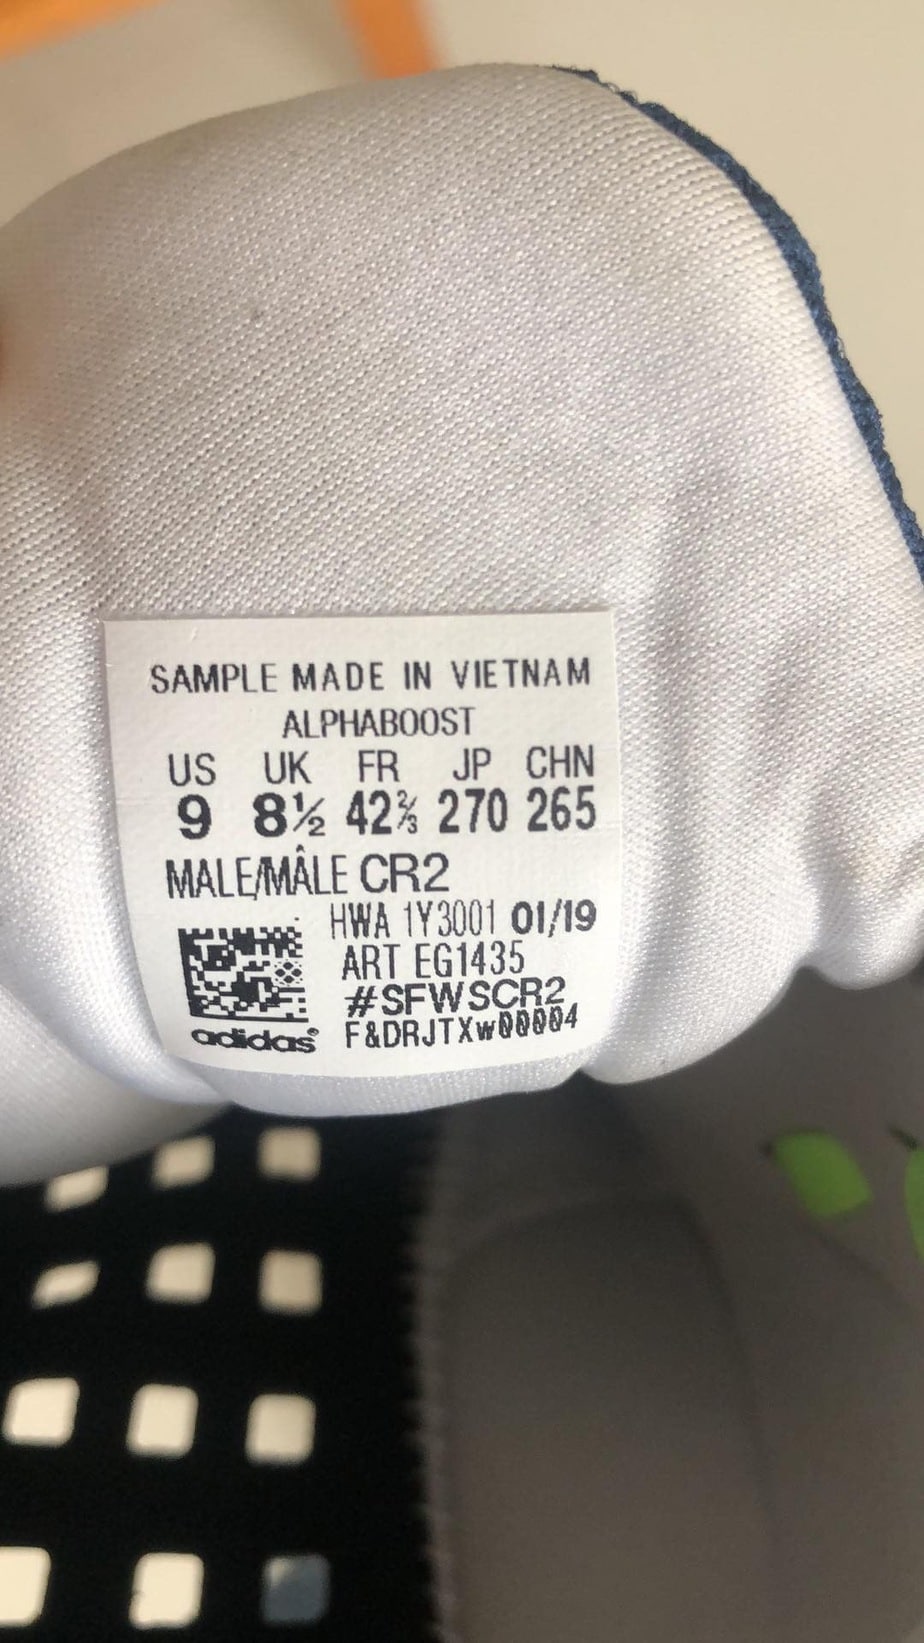 SAMPLE MADE IN VIETNAM
ALPHABOOST
US UK FR JP CHN
9 8½ 42⅔ 270 265
MALE/MÂLE CR2
HWA 1Y3001 01/19
ART EG1435
#SFWSCR2
F&DRJTXw00004
adidas®